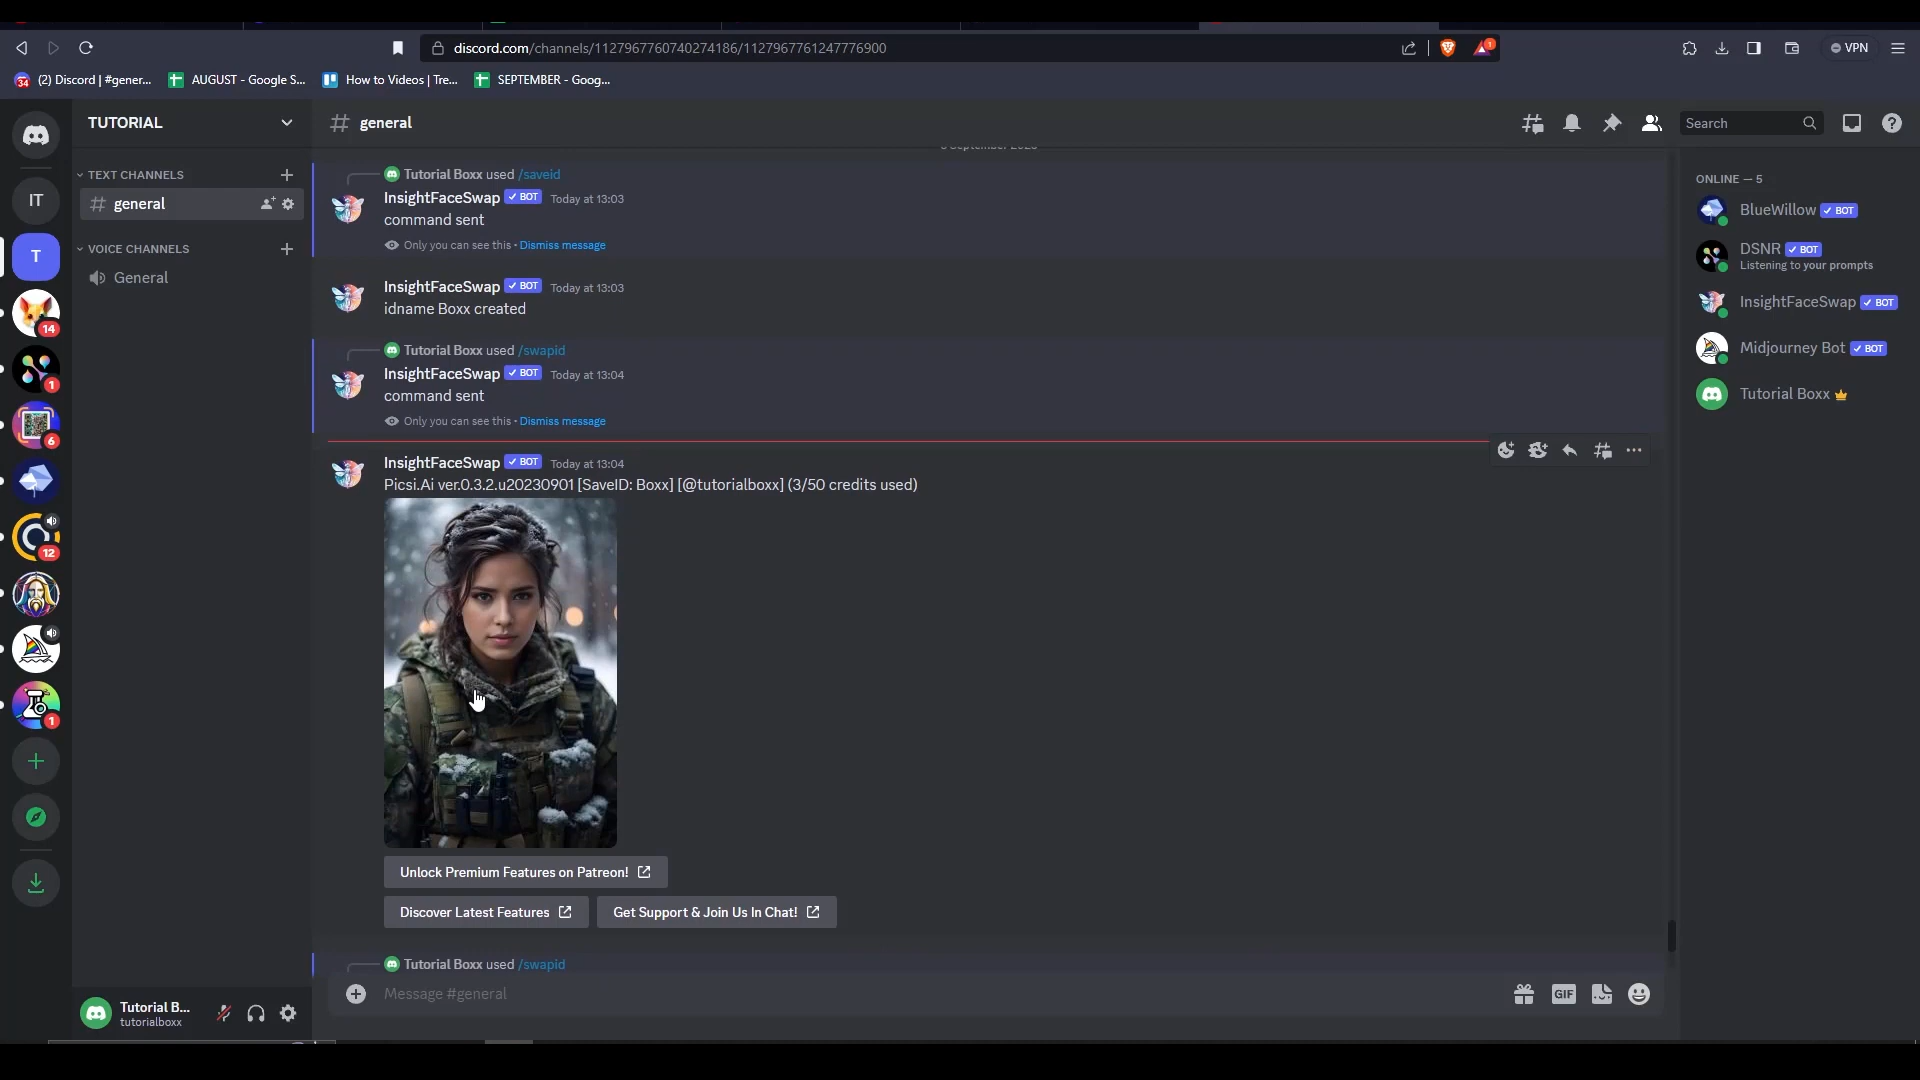 discord.com/channels/1127967760740274186/1127967761247776900
1
VPN
34
(2) Discord | #gener...
AUGUST - Google S...
How to Videos | Tre...
SEPTEMBER - Goog...
TUTORIAL
general
Search
TEXT CHANNELS
general
VOICE CHANNELS
General
IT
T
14
1
6
12
1
Tutorial Boxx used /saveid
InsightFaceSwap BOT Today at 13:03
command sent
Only you can see this • Dismiss message
InsightFaceSwap BOT Today at 13:03
idname Boxx created
Tutorial Boxx used /swapid
InsightFaceSwap BOT Today at 13:04
command sent
Only you can see this • Dismiss message
InsightFaceSwap BOT Today at 13:04
Picsi.Ai ver.0.3.2.u20230901 [SaveID: Boxx] [@tutorialboxx] (3/50 credits used)
Unlock Premium Features on Patreon!
Discover Latest Features
Get Support & Join Us In Chat!
Tutorial Boxx used /swapid
Message #general
GIF
Tutorial B...
tutorialboxx
ONLINE — 5
BlueWillow BOT
DSNR BOT
Listening to your prompts
InsightFaceSwap BOT
Midjourney Bot BOT
Tutorial Boxx